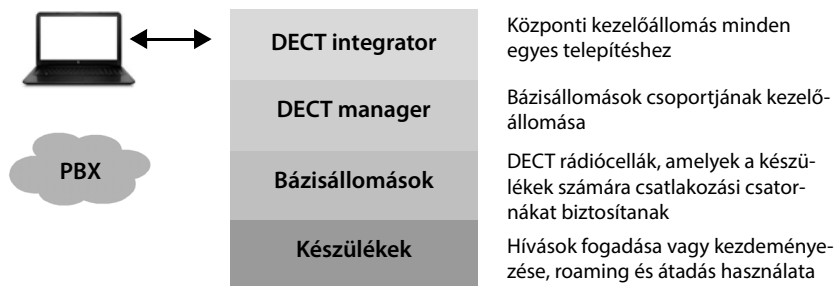 DECT integrator
Központi kezelőállomás minden
egyes telepítéshez
DECT manager
Bázisállomások csoportjának kezelő-
állomása
PBX
Bázisállomások
DECT rádiócellák, amelyek a készü-
lékek számára csatlakozási csator-
nákat biztosítanak
Készülékek
Hívások fogadása vagy kezdeménye-
zése, roaming és átadás használata